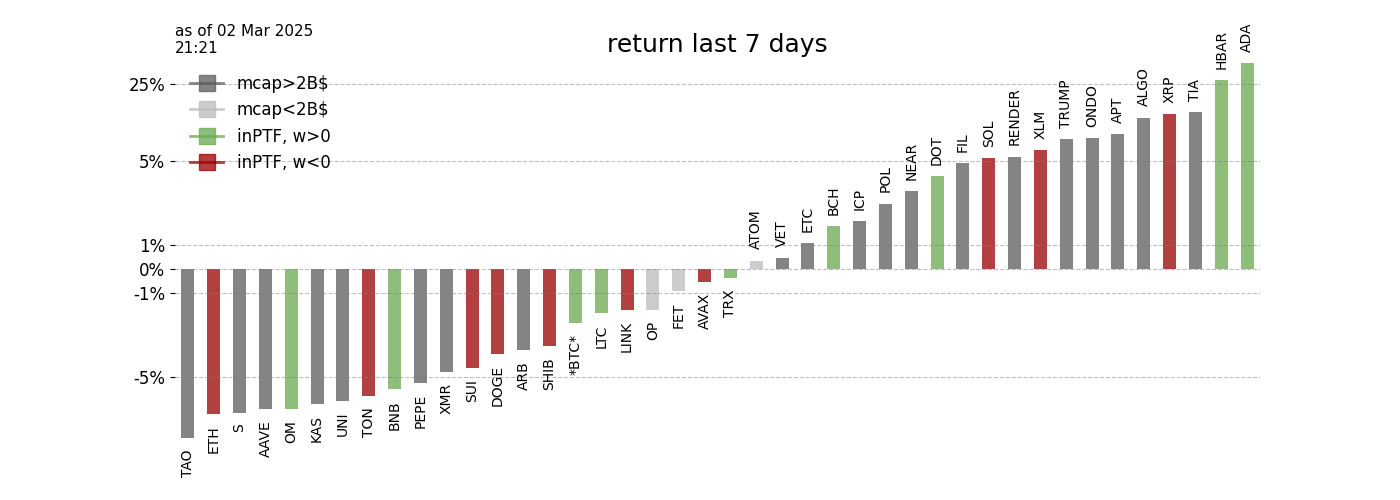 as of 02 Mar 2025
21:21
return last 7 days
mcap>2B$
mcap<2B$
inPTF, w>0
inPTF, w<0
25%
5%
1%
0%
-1%
-5%
TAO
ETH
S
AAVE
OM
KAS
UNI
TON
BNB
PEPE
XMR
SUI
DOGE
ARB
SHIB
*BTC*
LTC
LINK
OP
FET
AVAX
TRX
ATOM
VET
ETC
BCH
ICP
POL
NEAR
DOT
FIL
SOL
RENDER
XLM
TRUMP
ONDO
APT
ALGO
XRP
TIA
HBAR
ADA